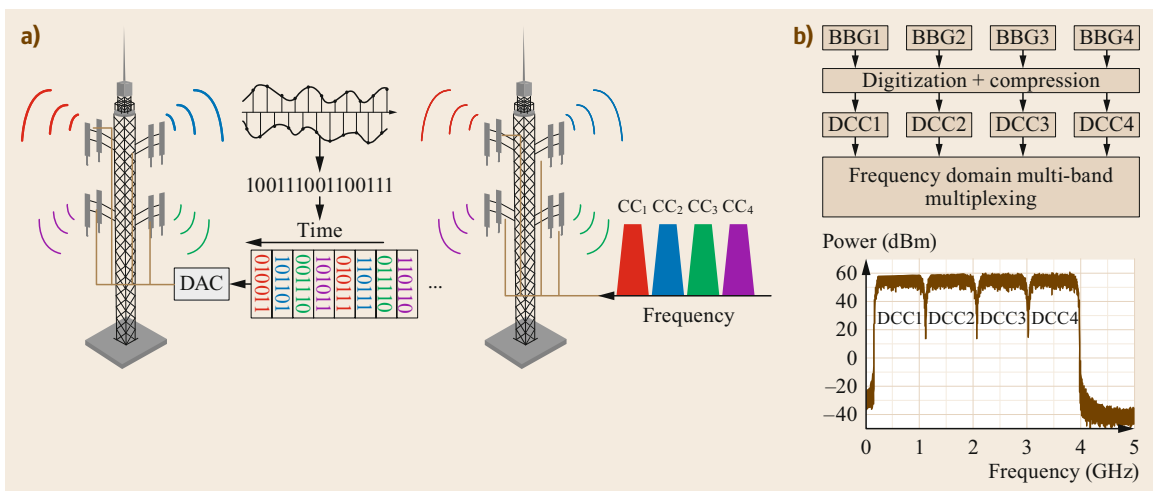 a)
100111001100111
Time
DAC
010011
101101
001110
101011
010111
110111
011110
110110
...
CC₁ CC₂ CC₃ CC₄
Frequency
b)
BBG1 BBG2 BBG3 BBG4
Digitization + compression
DCC1 DCC2 DCC3 DCC4
Frequency domain multi-band
multiplexing
Power (dBm)
60
40
20
0
−20
−40
DCC1 DCC2 DCC3 DCC4
0 1 2 3 4 5
Frequency (GHz)